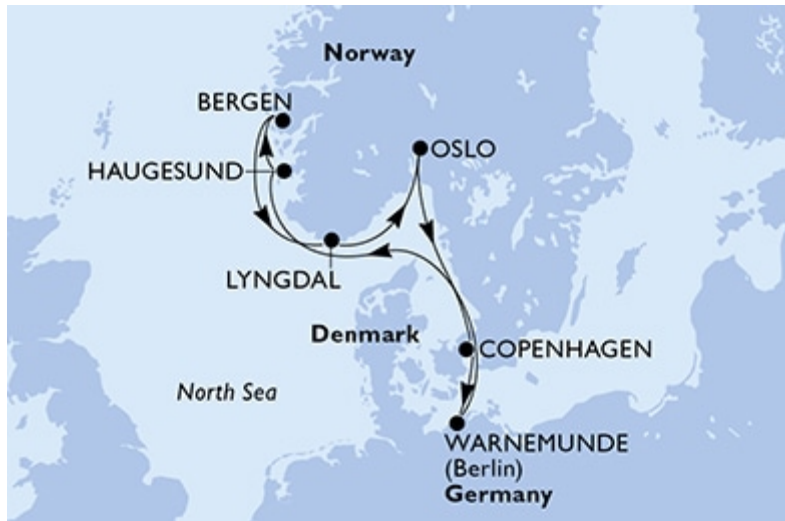 Norway
BERGEN
OSLO
HAUGESUND
LYNGDAL
Denmark
COPENHAGEN
North Sea
WARNEMUNDE
(Berlin)
Germany